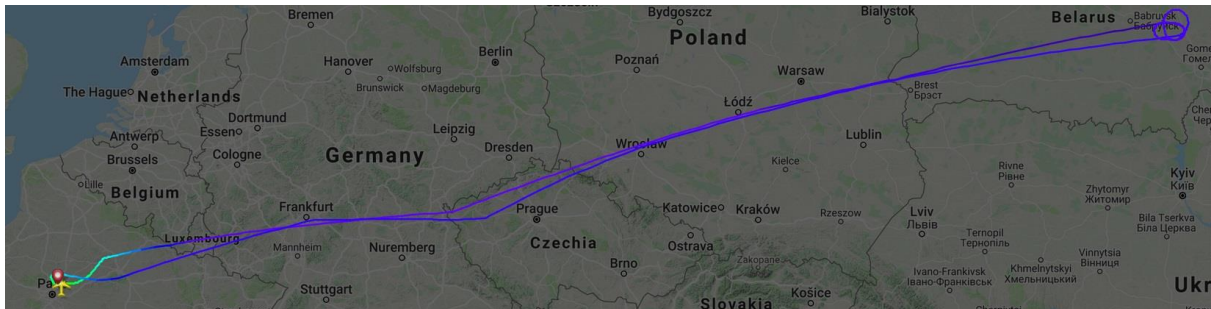 Bremen
Bydgoszcz
Bialystok
Belarus
Babruysk
Бабруйск
Amsterdam
Hanover
Wolfsburg
Berlin
Poznań
Poland
Warsaw
The Hague
Netherlands
Brunswick
Magdeburg
Brest
Брэст
Łódź
Dortmund
Essen
Antwerp
Brussels
Cologne
Leipzig
Dresden
Wrocław
Lublin
Germany
Kielce
Lille
Belgium
Rivne
Рівне
Kyiv
Київ
Zhytomyr
Житомир
Frankfurt
Prague
Katowice
Kraków
Rzeszow
Lviv
Львів
Bila Tserkva
Біла Церква
Luxembourg
Mannheim
Nuremberg
Czechia
Ostrava
Ternopil
Тернопіль
Brno
Zakopane
Vinnytsia
Вінниця
Khmelnytskyi
Хмельницький
Ivano-Frankivsk
Івано-Франківськ
Stuttgart
Košice
Slovakia